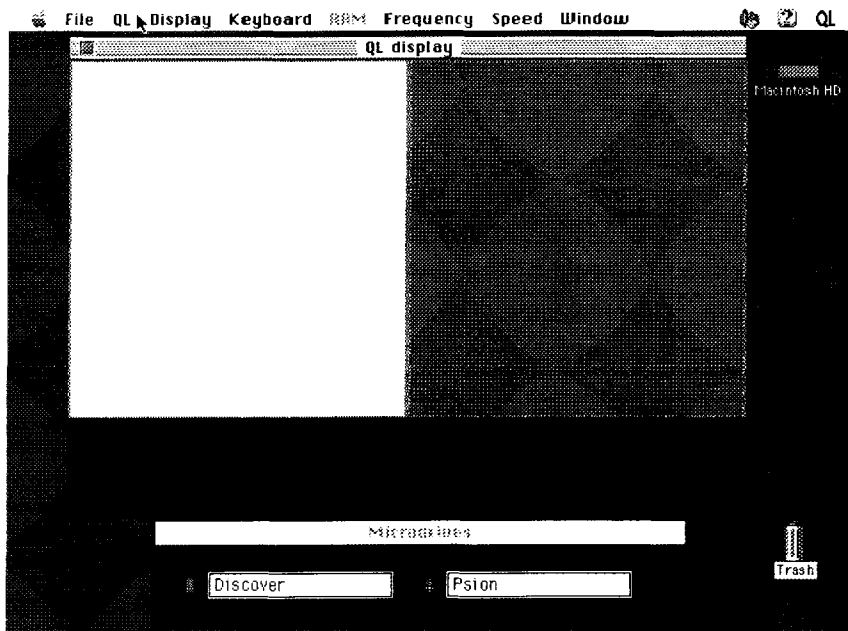 File QL Display Keyboard RAM Frequency Speed Window QL
QL display
Macintosh HD
Microdrives
Trash
Discover Psion